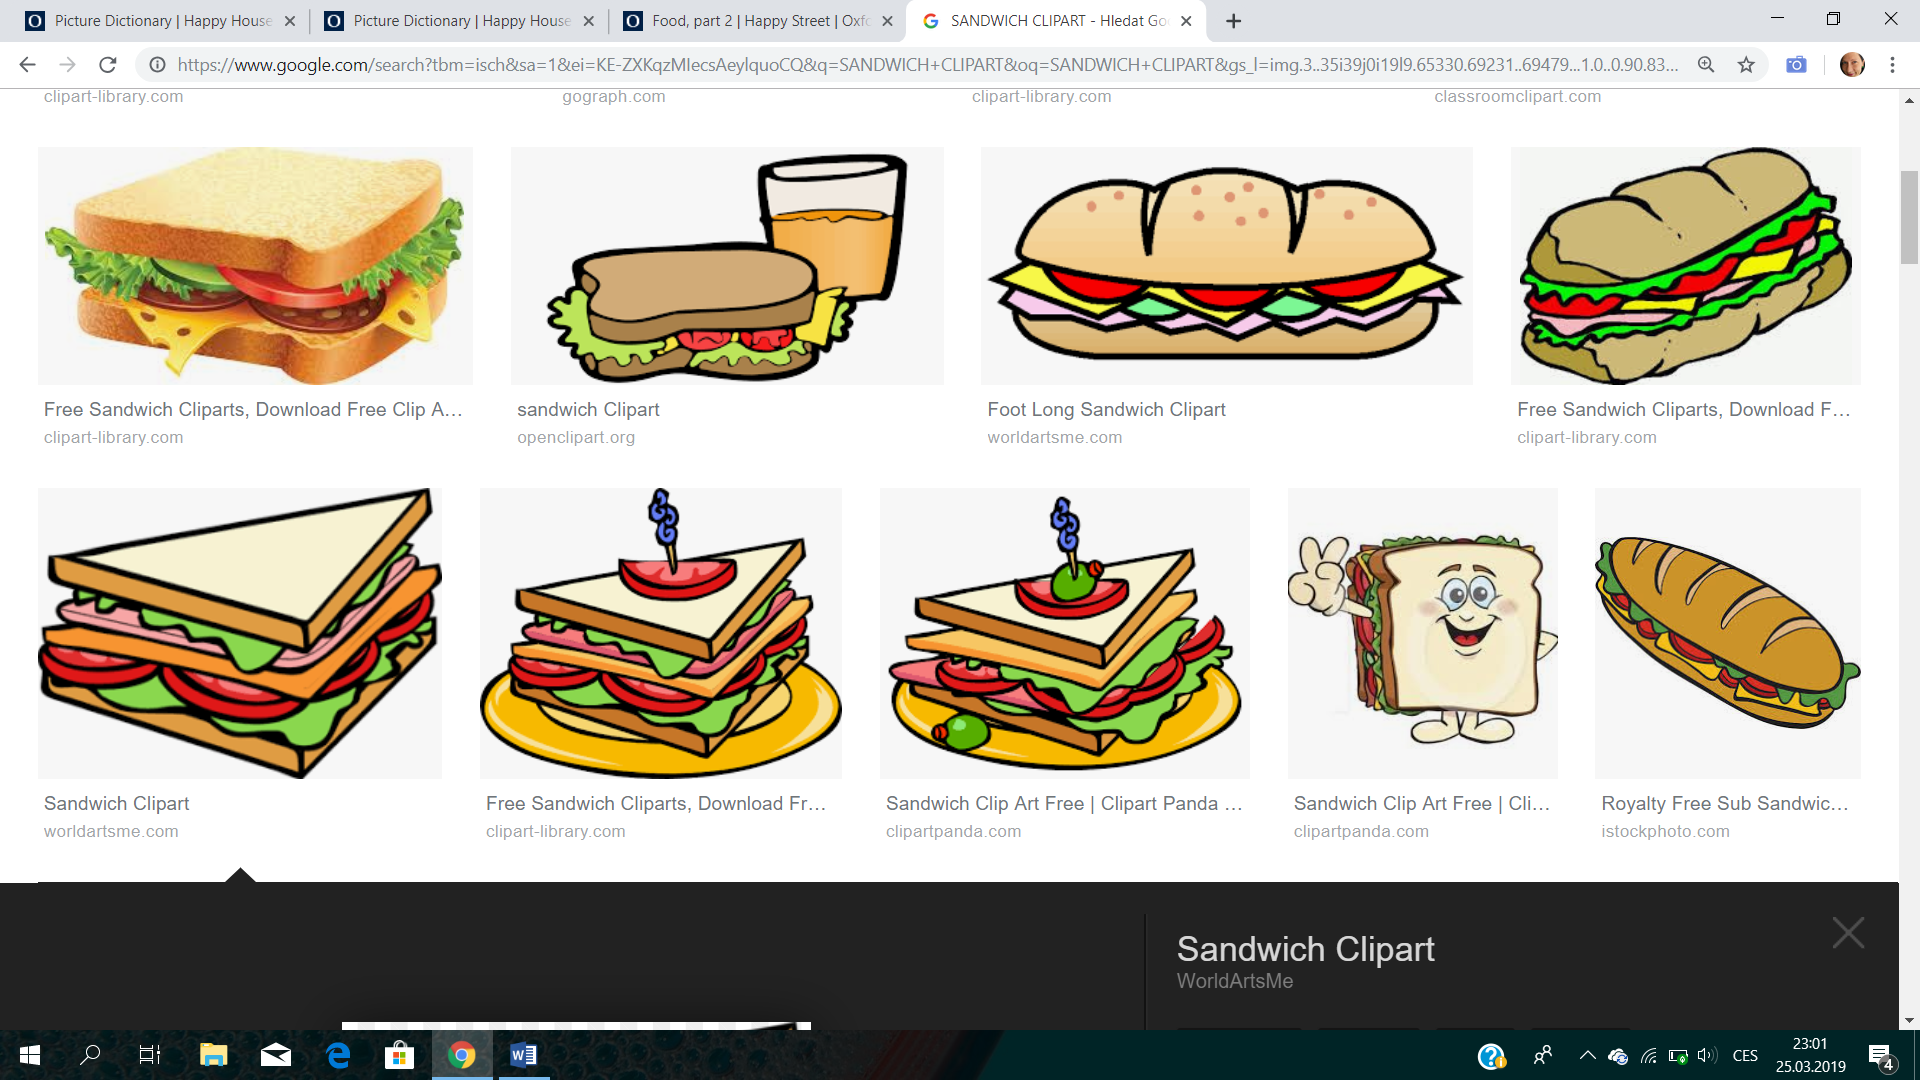 Picture Dictionary | Happy House
Picture Dictionary | Happy House
Food, part 2 | Happy Street | Oxfo
SANDWICH CLIPART - Hledat Go
https://www.google.com/search?tbm=isch&sa=1&ei=KE-ZXKqzMIecsAeylquoCQ&q=SANDWICH+CLIPART&oq=SANDWICH+CLIPART&gs_l=img.3..35i39j0i19l9.65330.69231..69479...1.0..0.90.83...
clipart-library.com
gograph.com
clipart-library.com
classroomclipart.com
Free Sandwich Cliparts, Download Free Clip A...
sandwich Clipart
Foot Long Sandwich Clipart
Free Sandwich Cliparts, Download F...
clipart-library.com
openclipart.org
worldartsme.com
clipart-library.com
Sandwich Clipart
Free Sandwich Cliparts, Download Fr...
Sandwich Clip Art Free | Clipart Panda ...
Sandwich Clip Art Free | Cli...
Royalty Free Sub Sandwic...
worldartsme.com
clipart-library.com
clipartpanda.com
clipartpanda.com
istockphoto.com
Sandwich Clipart
WorldArtsMe
CES
23:01
25.03.2019
4